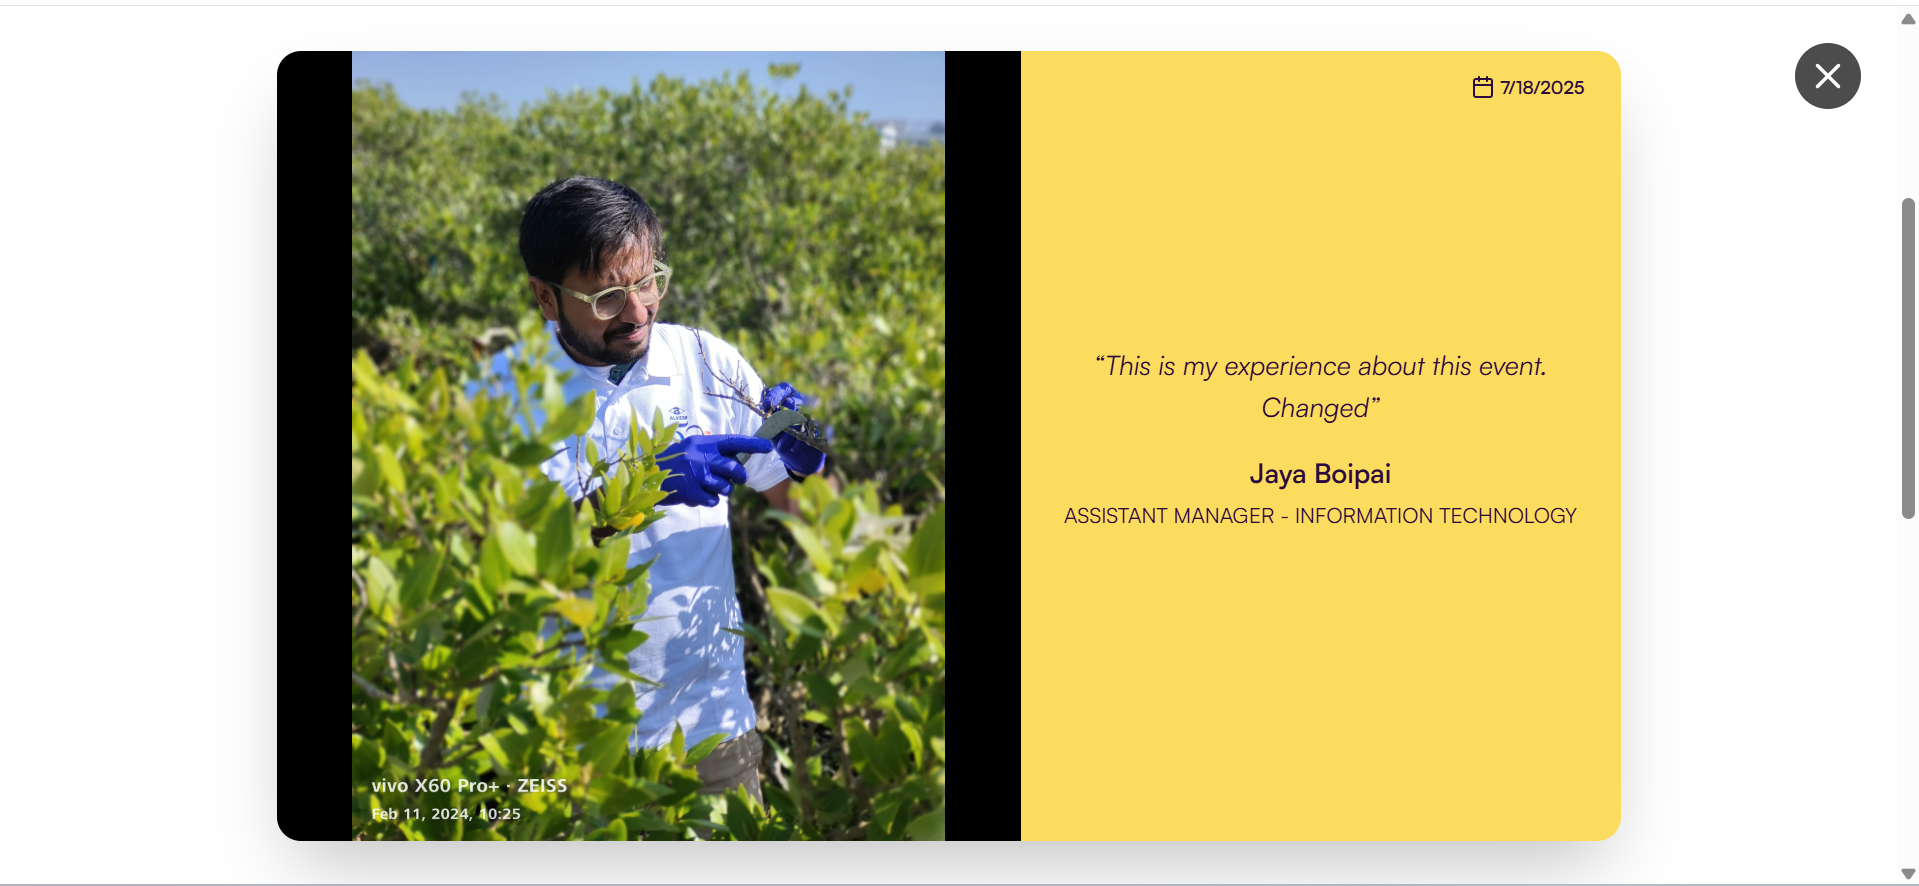 7/18/2025
“This is my experience about this event.
Changed”
Jaya Boipai
ASSISTANT MANAGER - INFORMATION TECHNOLOGY
ALKEM
vivo X60 Pro+ · ZEISS
Feb 11, 2024, 10:25